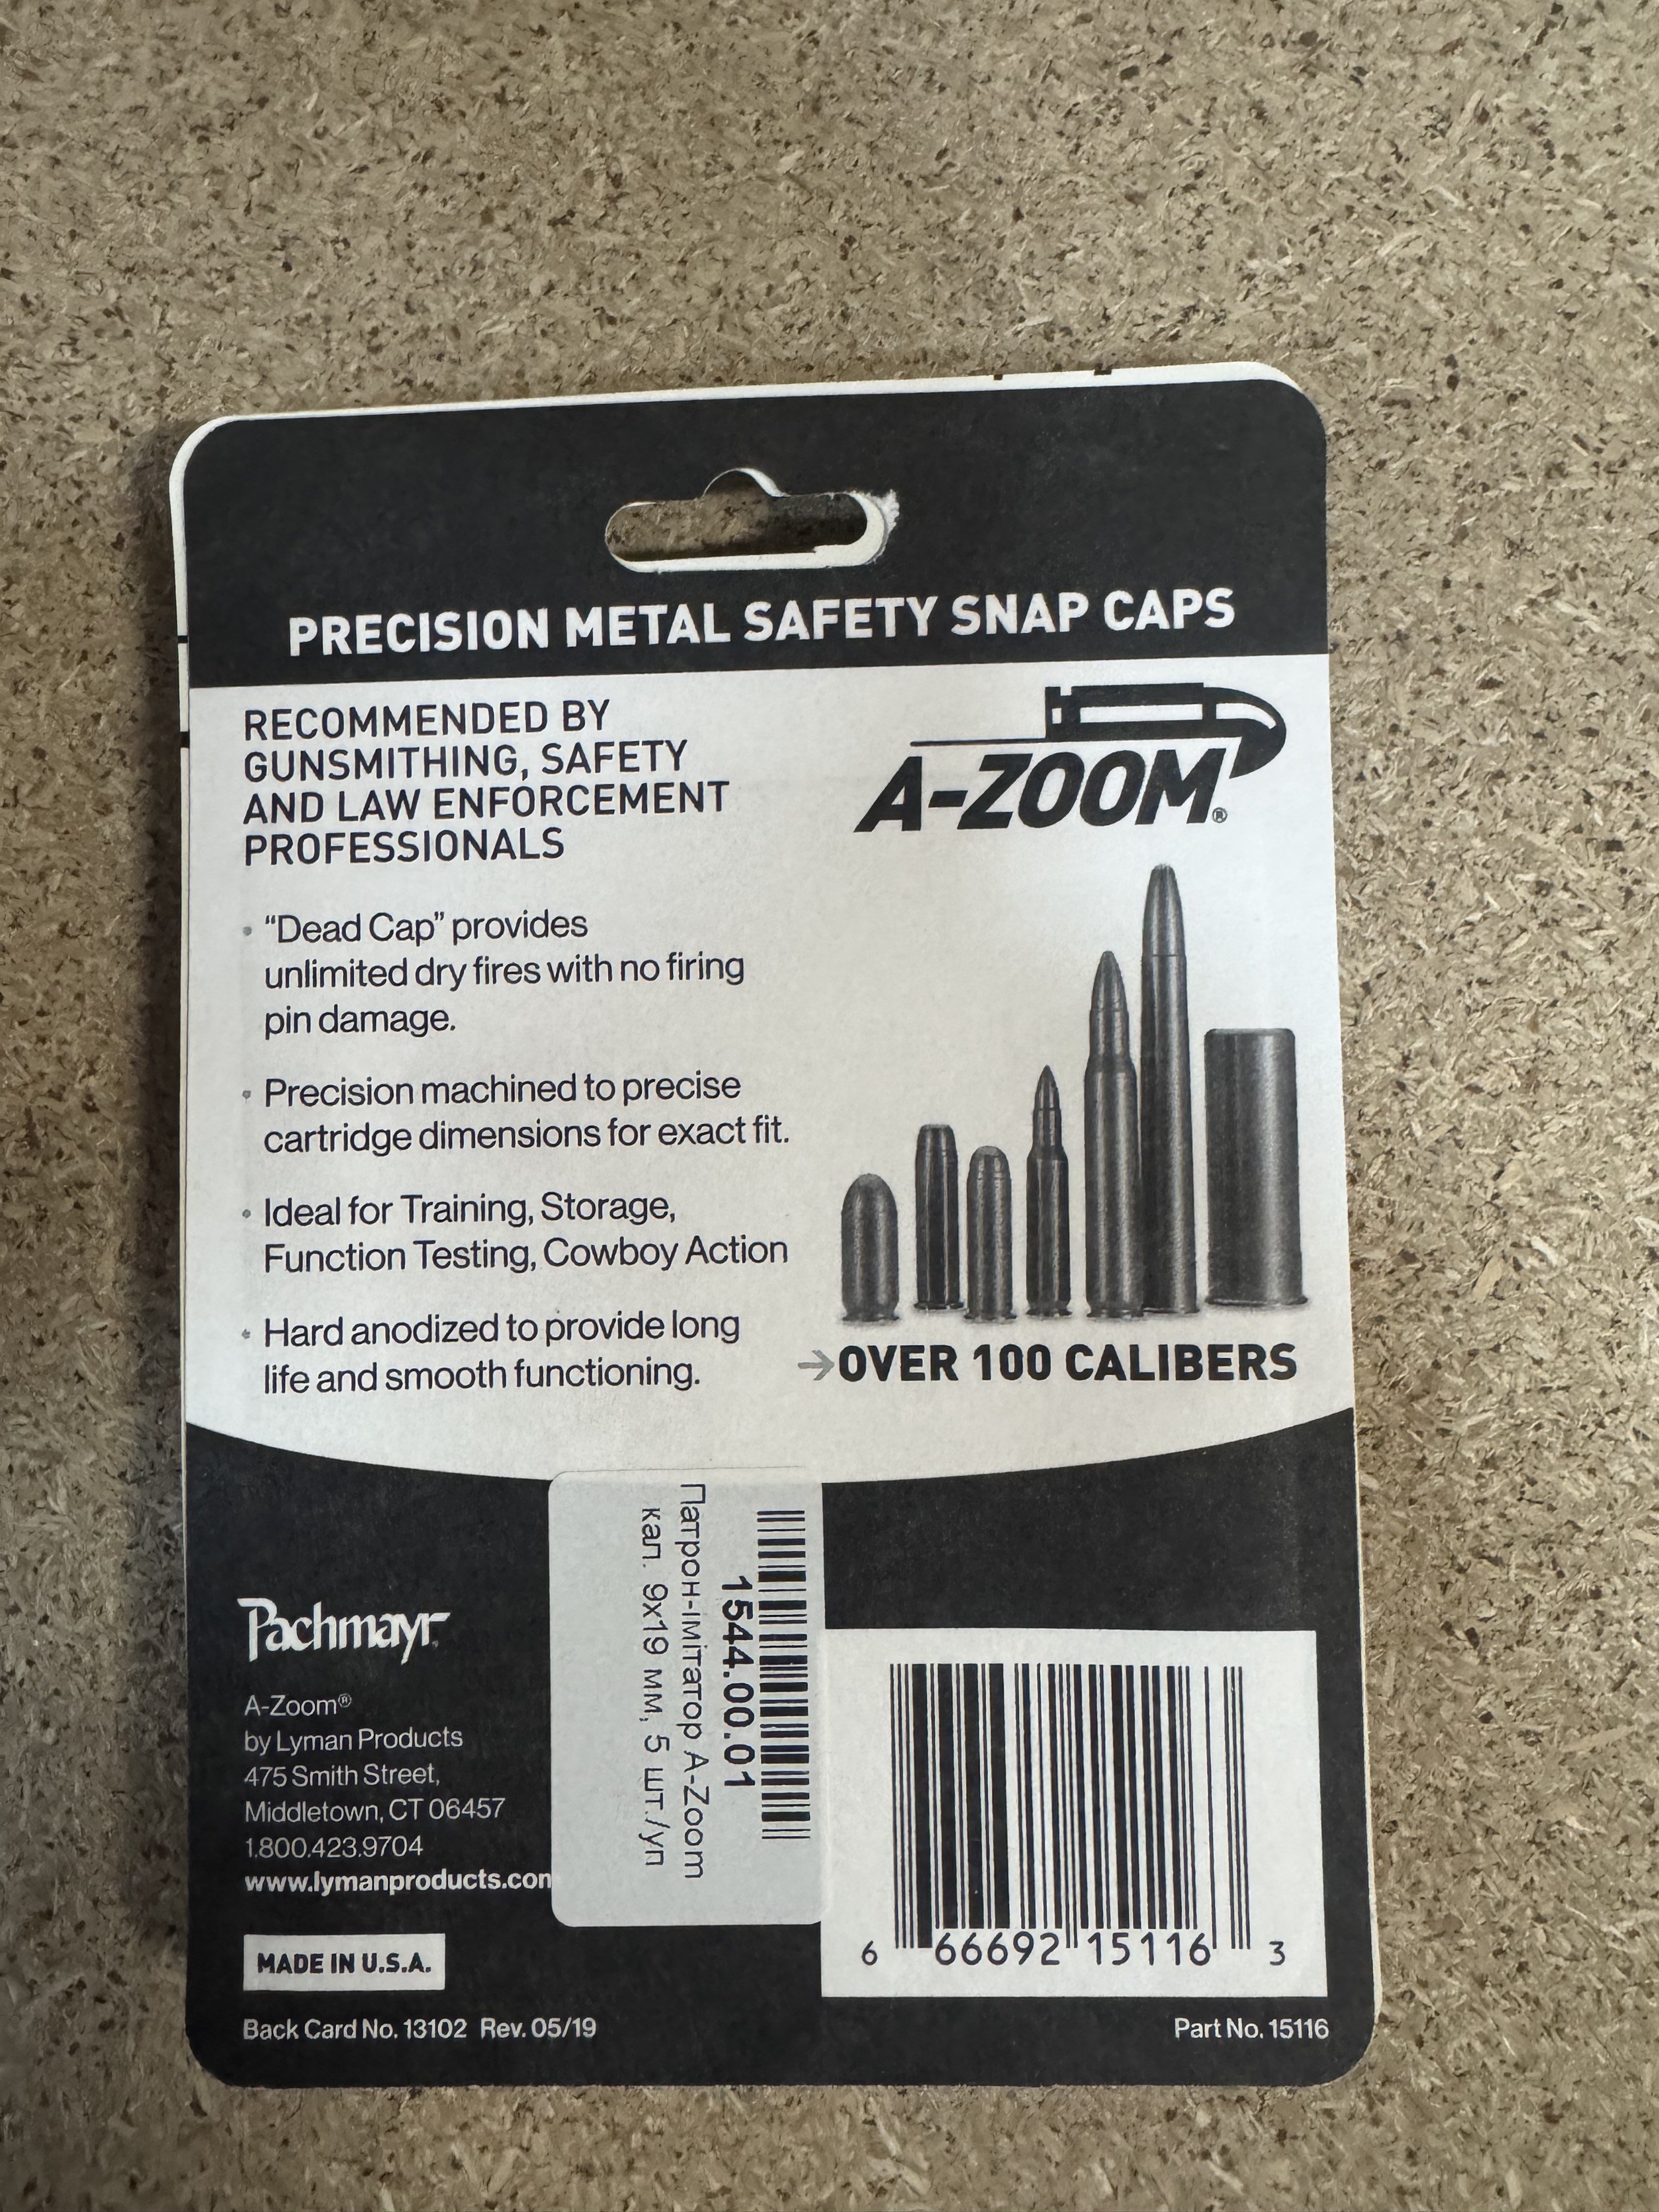 PRECISION METAL SAFETY SNAP CAPS
RECOMMENDED BY
GUNSMITHING, SAFETY
AND LAW ENFORCEMENT
PROFESSIONALS
A-ZOOM®
• “Dead Cap” provides
unlimited dry fires with no firing
pin damage.
• Precision machined to precise
cartridge dimensions for exact fit.
• Ideal for Training, Storage,
Function Testing, Cowboy Action
• Hard anodized to provide long
life and smooth functioning.
→OVER 100 CALIBERS
Pachmayr
A-Zoom®
by Lyman Products
475 Smith Street,
Middletown, CT 06457
1.800.423.9704
www.lymanproducts.com
MADE IN U.S.A.
Back Card No. 13102 Rev. 05/19
1544.00.01
Патрон-імітатор A-Zoom
кал. 9х19 мм, 5 шт./уп
6 66692 15116 3
Part No. 15116